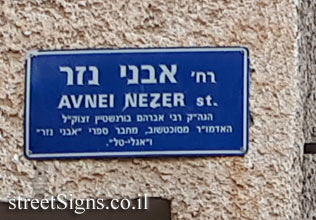 רח' אבני נזר
AVNEI NEZER st.
הגה"ק רבי אברהם בורנשטיין זצוק"ל
האדמו"ר מסוכטשוב, מחבר ספרי "אבני נזר"
ו"אגלי-טל".
streetSigns.co.il